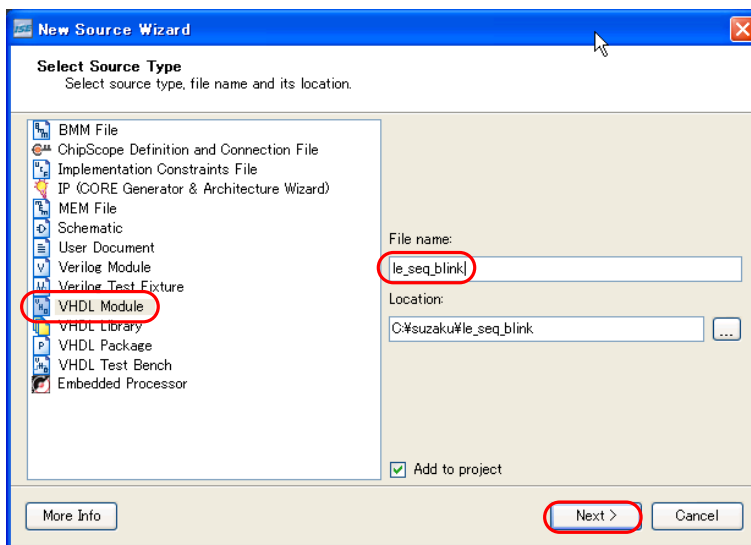 New Source Wizard
Select Source Type
Select source type, file name and its location.
BMM File
ChipScope Definition and Connection File
Implementation Constraints File
IP (CORE Generator & Architecture Wizard)
MEM File
Schematic
User Document
Verilog Module
Verilog Test Fixture
VHDL Module
VHDL Library
VHDL Package
VHDL Test Bench
Embedded Processor
File name:
le_seq_blink
Location:
C:¥suzaku¥le_seq_blink
...
Add to project
More Info
Next >
Cancel